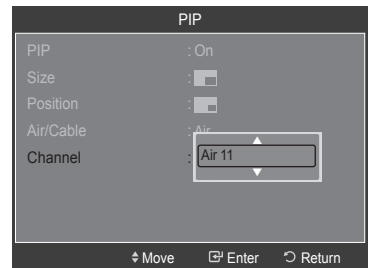 PIP
PIP : On
Size :
Position :
Air/Cable : Air
Channel : Air 11
Move Enter Return